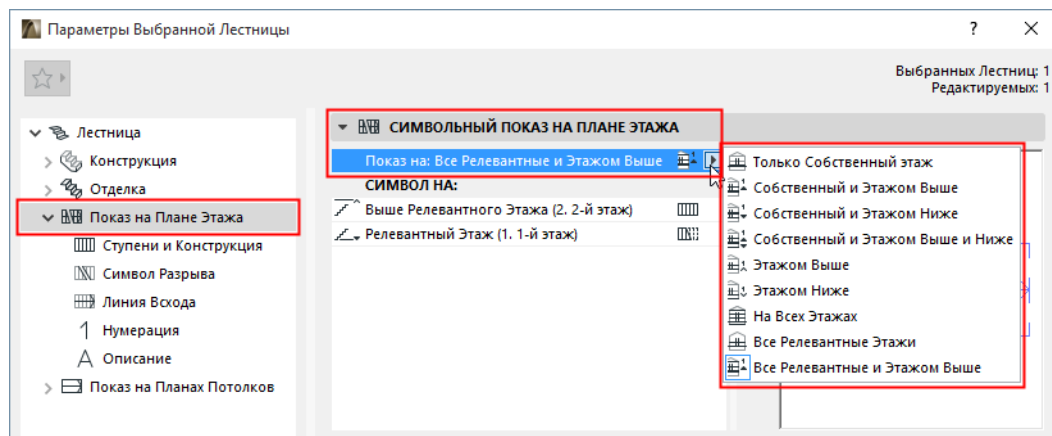 Параметры Выбранной Лестницы
?
Выбранных Лестниц: 1
Редактируемых: 1
Лестница
Конструкция
Отделка
Показ на Плане Этажа
Ступени и Конструкция
Символ Разрыва
Линия Всхода
Нумерация
Описание
Показ на Планах Потолков
СИМВОЛЬНЫЙ ПОКАЗ НА ПЛАНЕ ЭТАЖА
Показ на: Все Релевантные и Этажом Выше
СИМВОЛ НА:
Выше Релевантного Этажа (2. 2-й этаж)
Релевантный Этаж (1. 1-й этаж)
Только Собственный этаж
Собственный и Этажом Выше
Собственный и Этажом Ниже
Собственный и Этажом Выше и Ниже
Этажом Выше
Этажом Ниже
На Всех Этажах
Все Релевантные Этажи
Все Релевантные и Этажом Выше